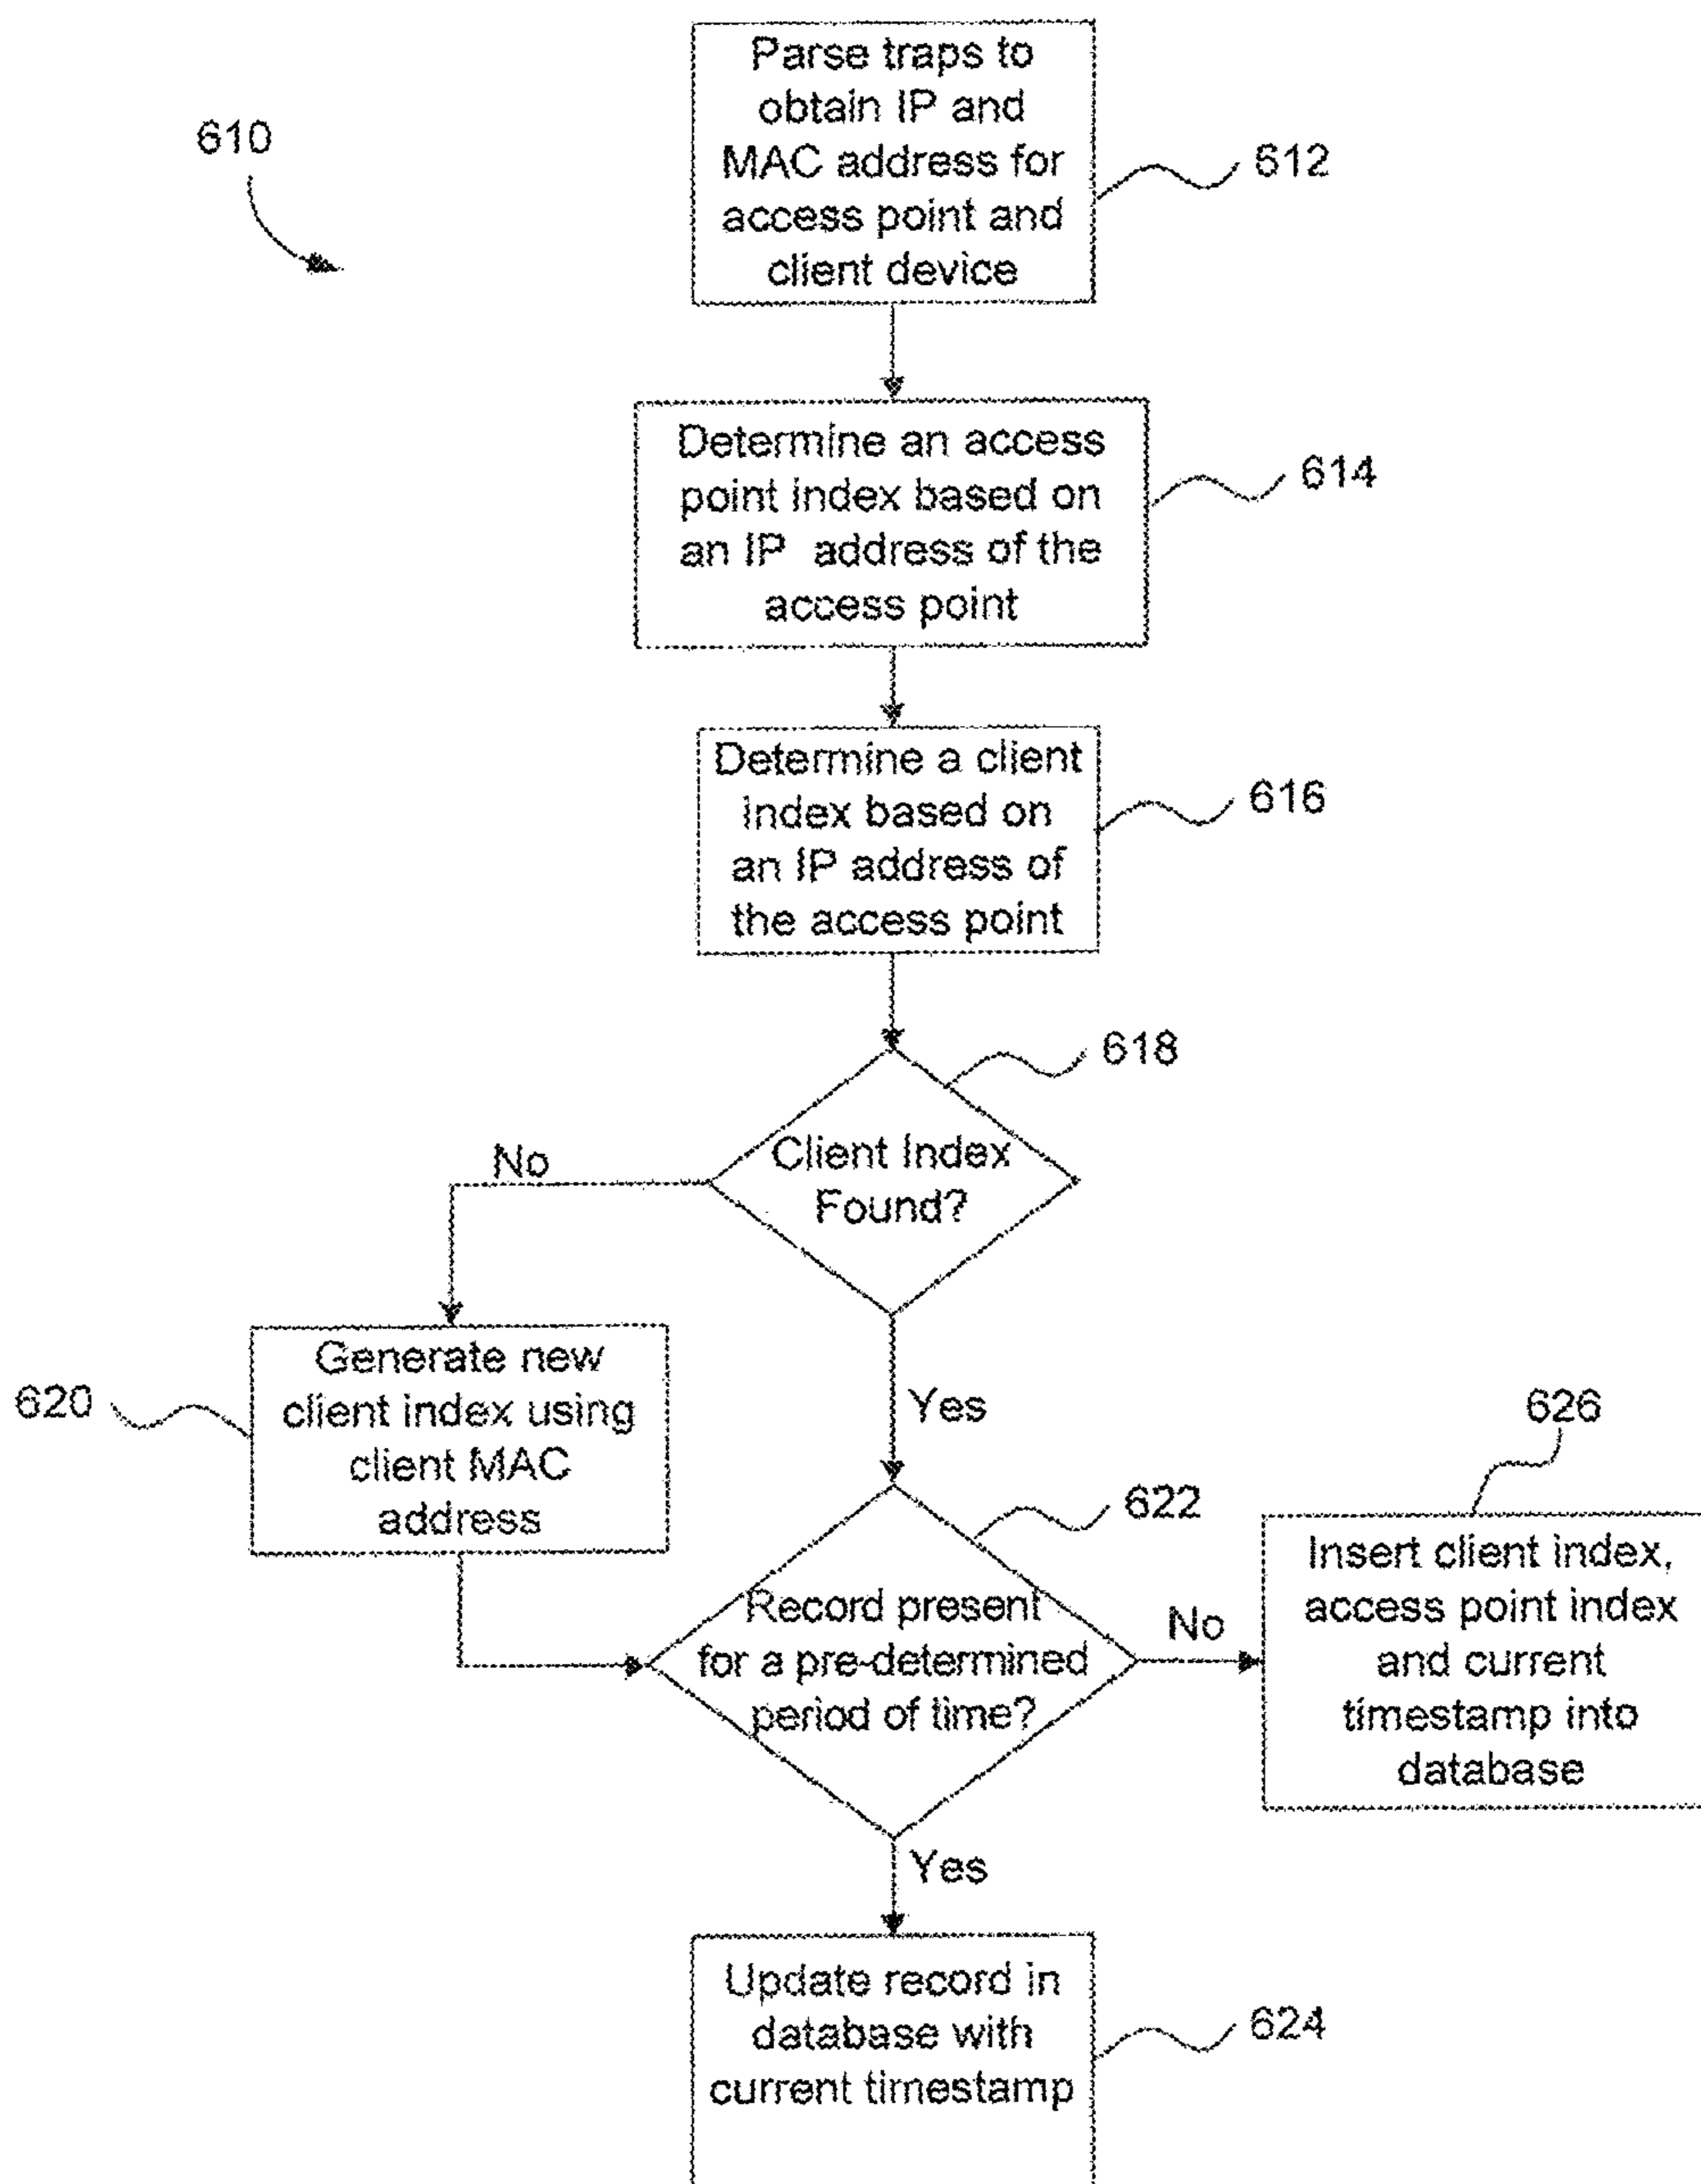 Parse traps to
obtain IP and
MAC address for
access point and
client device
610
612
Determine an access
point index based on
an IP address of the
access point
614
Determine a client
index based on
an IP address of
the access point
616
618
Client Index
Found?
No
Yes
Generate new
client index using
client MAC
address
620
622
Record present
for a pre-determined
period of time?
No
Yes
626
Insert client index,
access point index
and current
timestamp into
database
Update record in
database with
current timestamp
624